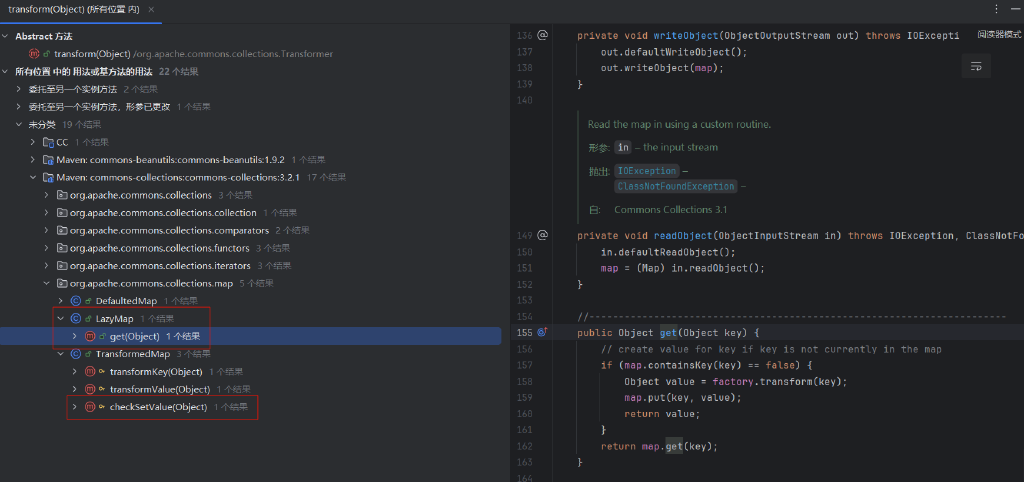 transform(Object) (所有位置 内)
Abstract 方法
transform(Object) /org.apache.commons.collections.Transformer
所有位置 中的 用法或基方法的用法 22 个结果
委托至另一个实例方法 2 个结果
委托至另一个实例方法，形参已更改 1 个结果
未分类 19 个结果
CC 1 个结果
Maven: commons-beanutils:commons-beanutils:1.9.2 1 个结果
Maven: commons-collections:commons-collections:3.2.1 17 个结果
org.apache.commons.collections 3 个结果
org.apache.commons.collections.collection 1 个结果
org.apache.commons.collections.comparators 2 个结果
org.apache.commons.collections.functors 3 个结果
org.apache.commons.collections.iterators 3 个结果
org.apache.commons.collections.map 5 个结果
DefaultedMap 1 个结果
LazyMap 1 个结果
get(Object) 1 个结果
TransformedMap 3 个结果
transformKey(Object) 1 个结果
transformValue(Object) 1 个结果
checkSetValue(Object) 1 个结果
阅读器模式
136 @ private void writeObject(ObjectOutputStream out) throws IOExcepti
137 out.defaultWriteObject();
138 out.writeObject(map);
139 }
140
Read the map in using a custom routine.
形参: in – the input stream
抛出: IOException –
ClassNotFoundException –
自: Commons Collections 3.1
149 @ private void readObject(ObjectInputStream in) throws IOException, ClassNotFo
150 in.defaultReadObject();
151 map = (Map) in.readObject();
152 }
153
154 //-----------------------------------------------------------------------
155 public Object get(Object key) {
156 // create value for key if key is not currently in the map
157 if (map.containsKey(key) == false) {
158 Object value = factory.transform(key);
159 map.put(key, value);
160 return value;
161 }
162 return map.get(key);
163 }
164